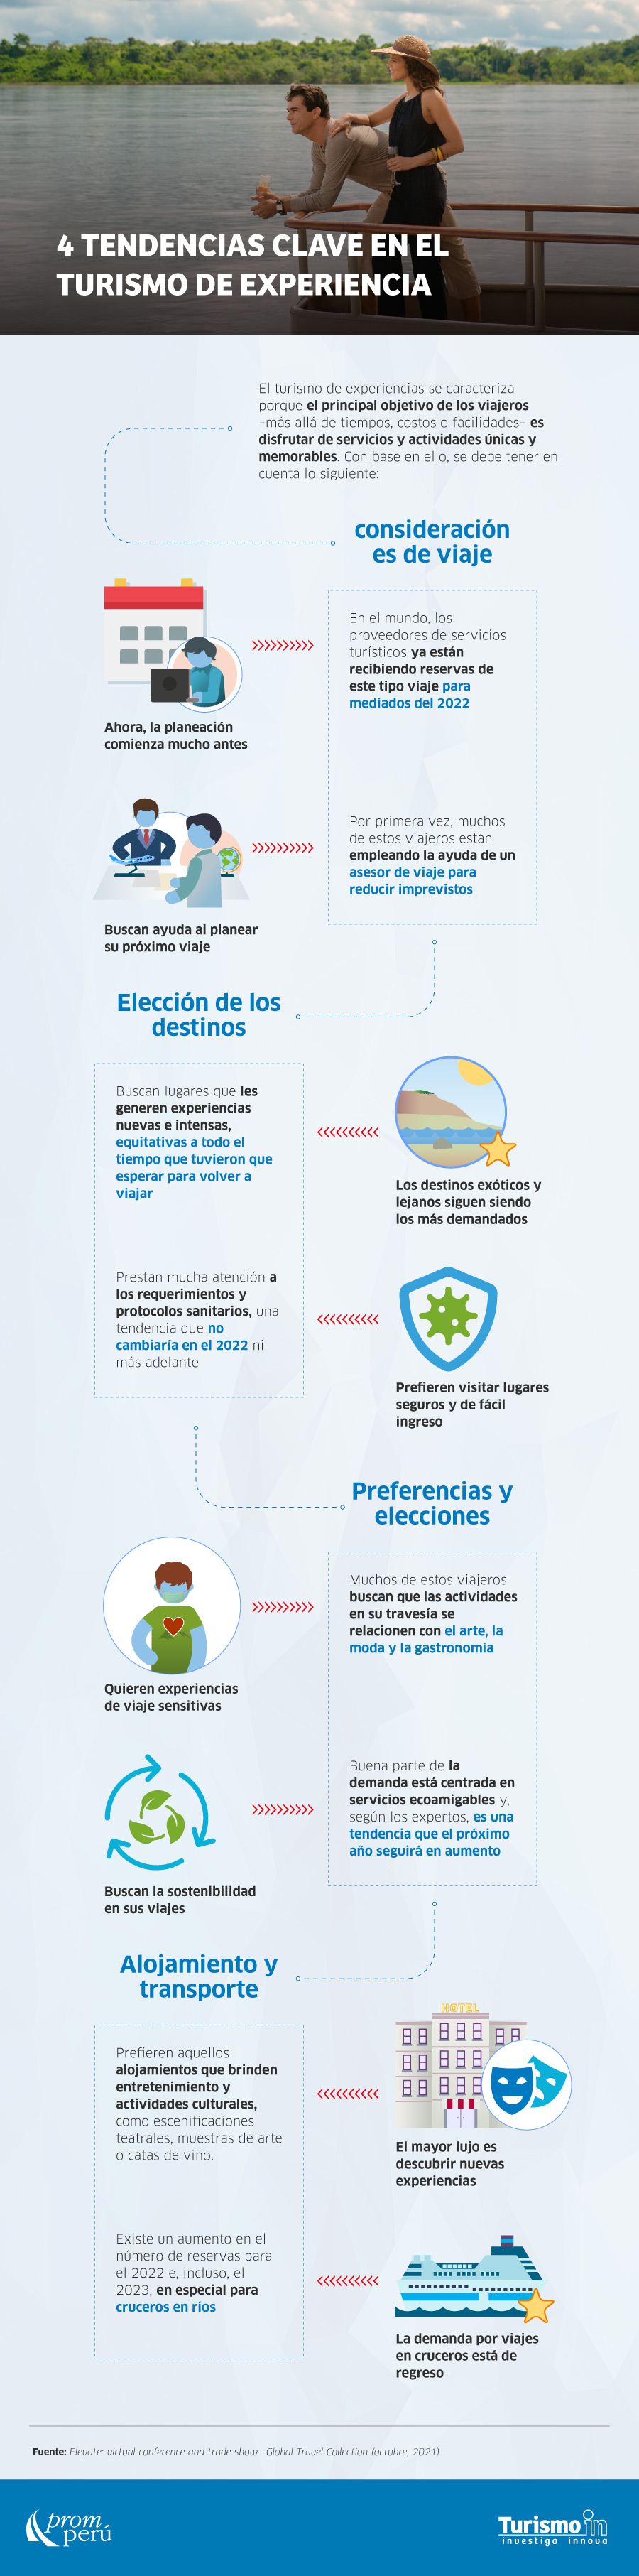 4 TENDENCIAS CLAVE EN EL
TURISMO DE EXPERIENCIA
El turismo de experiencias se caracteriza
porque el principal objetivo de los viajeros
–más allá de tiempos, costos o facilidades– es
disfrutar de servicios y actividades únicas y
memorables. Con base en ello, se debe tener en
cuenta lo siguiente:
consideración
es de viaje
Ahora, la planeación
comienza mucho antes
En el mundo, los
proveedores de servicios
turísticos ya están
recibiendo reservas de
este tipo viaje para
mediados del 2022
Buscan ayuda al planear
su próximo viaje
Por primera vez, muchos
de estos viajeros están
empleando la ayuda de un
asesor de viaje para
reducir imprevistos
Elección de los
destinos
Buscan lugares que les
generen experiencias
nuevas e intensas,
equitativas a todo el
tiempo que tuvieron que
esperar para volver a
viajar
Los destinos exóticos y
lejanos siguen siendo
los más demandados
Prestan mucha atención a
los requerimientos y
protocolos sanitarios, una
tendencia que no
cambiaría en el 2022 ni
más adelante
Prefieren visitar lugares
seguros y de fácil
ingreso
Preferencias y
elecciones
Quieren experiencias
de viaje sensitivas
Muchos de estos viajeros
buscan que las actividades
en su travesía se
relacionen con el arte, la
moda y la gastronomía
Buscan la sostenibilidad
en sus viajes
Buena parte de la
demanda está centrada en
servicios ecoamigables y,
según los expertos, es una
tendencia que el próximo
año seguirá en aumento
Alojamiento y
transporte
Prefieren aquellos
alojamientos que brinden
entretenimiento y
actividades culturales,
como escenificaciones
teatrales, muestras de arte
o catas de vino.
HOTEL
El mayor lujo es
descubrir nuevas
experiencias
Existe un aumento en el
número de reservas para
el 2022 e, incluso, el
2023, en especial para
cruceros en ríos
La demanda por viajes
en cruceros está de
regreso
Fuente: Elevate: virtual conference and trade show– Global Travel Collection (octubre, 2021)
prom
perú
Turismo in
investiga innova